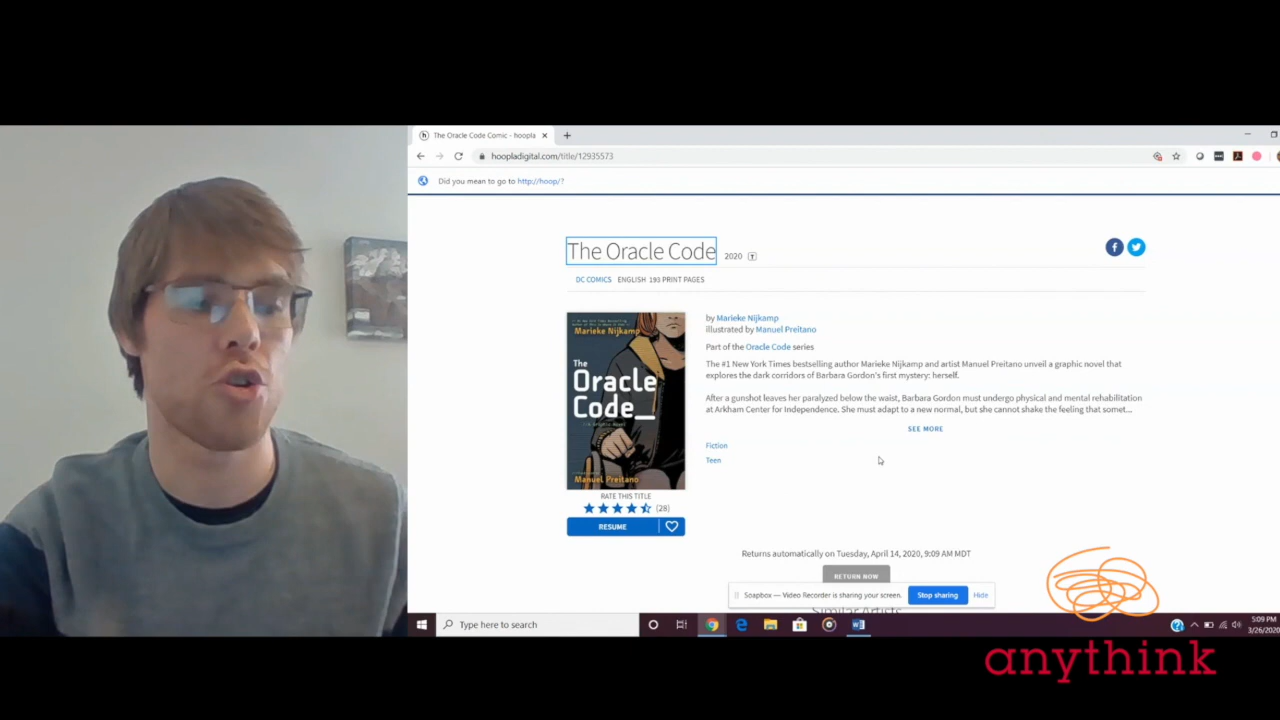 The Oracle Code Comic - hoopla
hoopladigital.com/title/12935573
Did you mean to go to http://hoop/?
The Oracle Code 2020 T
DC COMICS ENGLISH 193 PRINT PAGES
by Marieke Nijkamp
illustrated by Manuel Preitano
Part of the Oracle Code series
The #1 New York Times bestselling author Marieke Nijkamp and artist Manuel Preitano unveil a graphic novel that
explores the dark corridors of Barbara Gordon's first mystery: herself.
After a gunshot leaves her paralyzed below the waist, Barbara Gordon must undergo physical and mental rehabilitation
at Arkham Center for Independence. She must adapt to a new normal, but she cannot shake the feeling that somet...
SEE MORE
Fiction
Teen
Marieke Nijkamp
The
Oracle
Code_
Manuel Preitano
RATE THIS TITLE
(28)
RESUME
Returns automatically on Tuesday, April 14, 2020, 9:09 AM MDT
RETURN NOW
Soapbox — Video Recorder is sharing your screen. Stop sharing Hide
Similar Artists
Type here to search
5:09 PM
3/26/2020
anythink